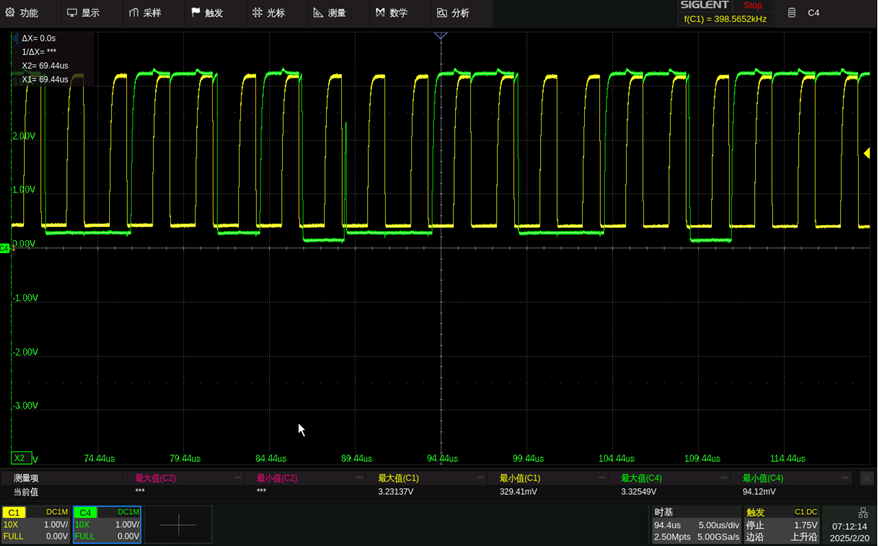 功能 显示 采样 触发 光标 测量 数学 分析 SIGLENT Stop
f(C1) = 398.5652kHz C4
ΔX= 0.0s
1/ΔX= ***
X2= 69.44us
X1= 69.44us
2.00V
1.00V
0.00V
C4
-1.00V
-2.00V
-3.00V
X2 V 74.44us 79.44us 84.44us 89.44us 94.44us 99.44us 104.44us 109.44us 114.44us
测量项 最大值(C2) 最小值(C2) 最大值(C1) 最小值(C1) 最大值(C4) 最小值(C4)
当前值 *** *** 3.23137V 329.41mV 3.32549V 94.12mV
C1 DC1M C4 DC1M 时基 触发 C1 DC
10X 1.00V/ 10X 1.00V/ 94.4us 5.00us/div 停止 1.75V 07:12:14
FULL 0.00V FULL 0.00V 2.50Mpts 5.00GSa/s 边沿 上升沿 2025/2/20